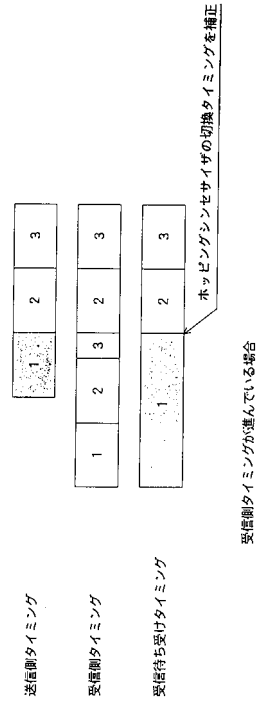 送信側タイミング
1 2 3
受信側タイミング
1 2 3 2 3
受信待ち受けタイミング
1 2 3
ホッピングシンセサイザの切換タイミングを補正
受信側タイミングが進んでいる場合